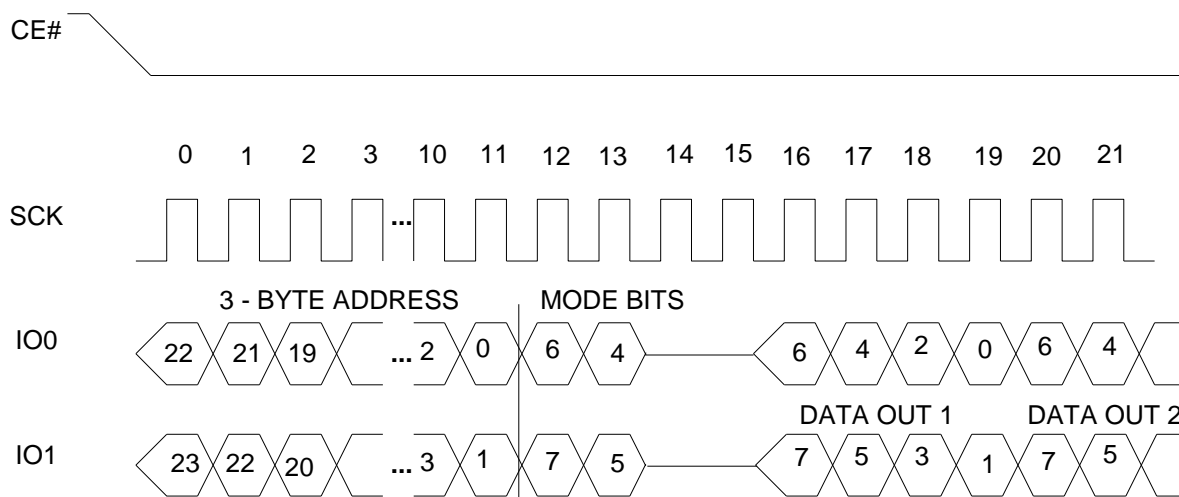 CE#
0 1 2 3 10 11 12 13 14 15 16 17 18 19 20 21
SCK ...
3 - BYTE ADDRESS MODE BITS
IO0 22 21 19 ... 2 0 6 4 6 4 2 0 6 4
DATA OUT 1 DATA OUT 2
IO1 23 22 20 ... 3 1 7 5 7 5 3 1 7 5